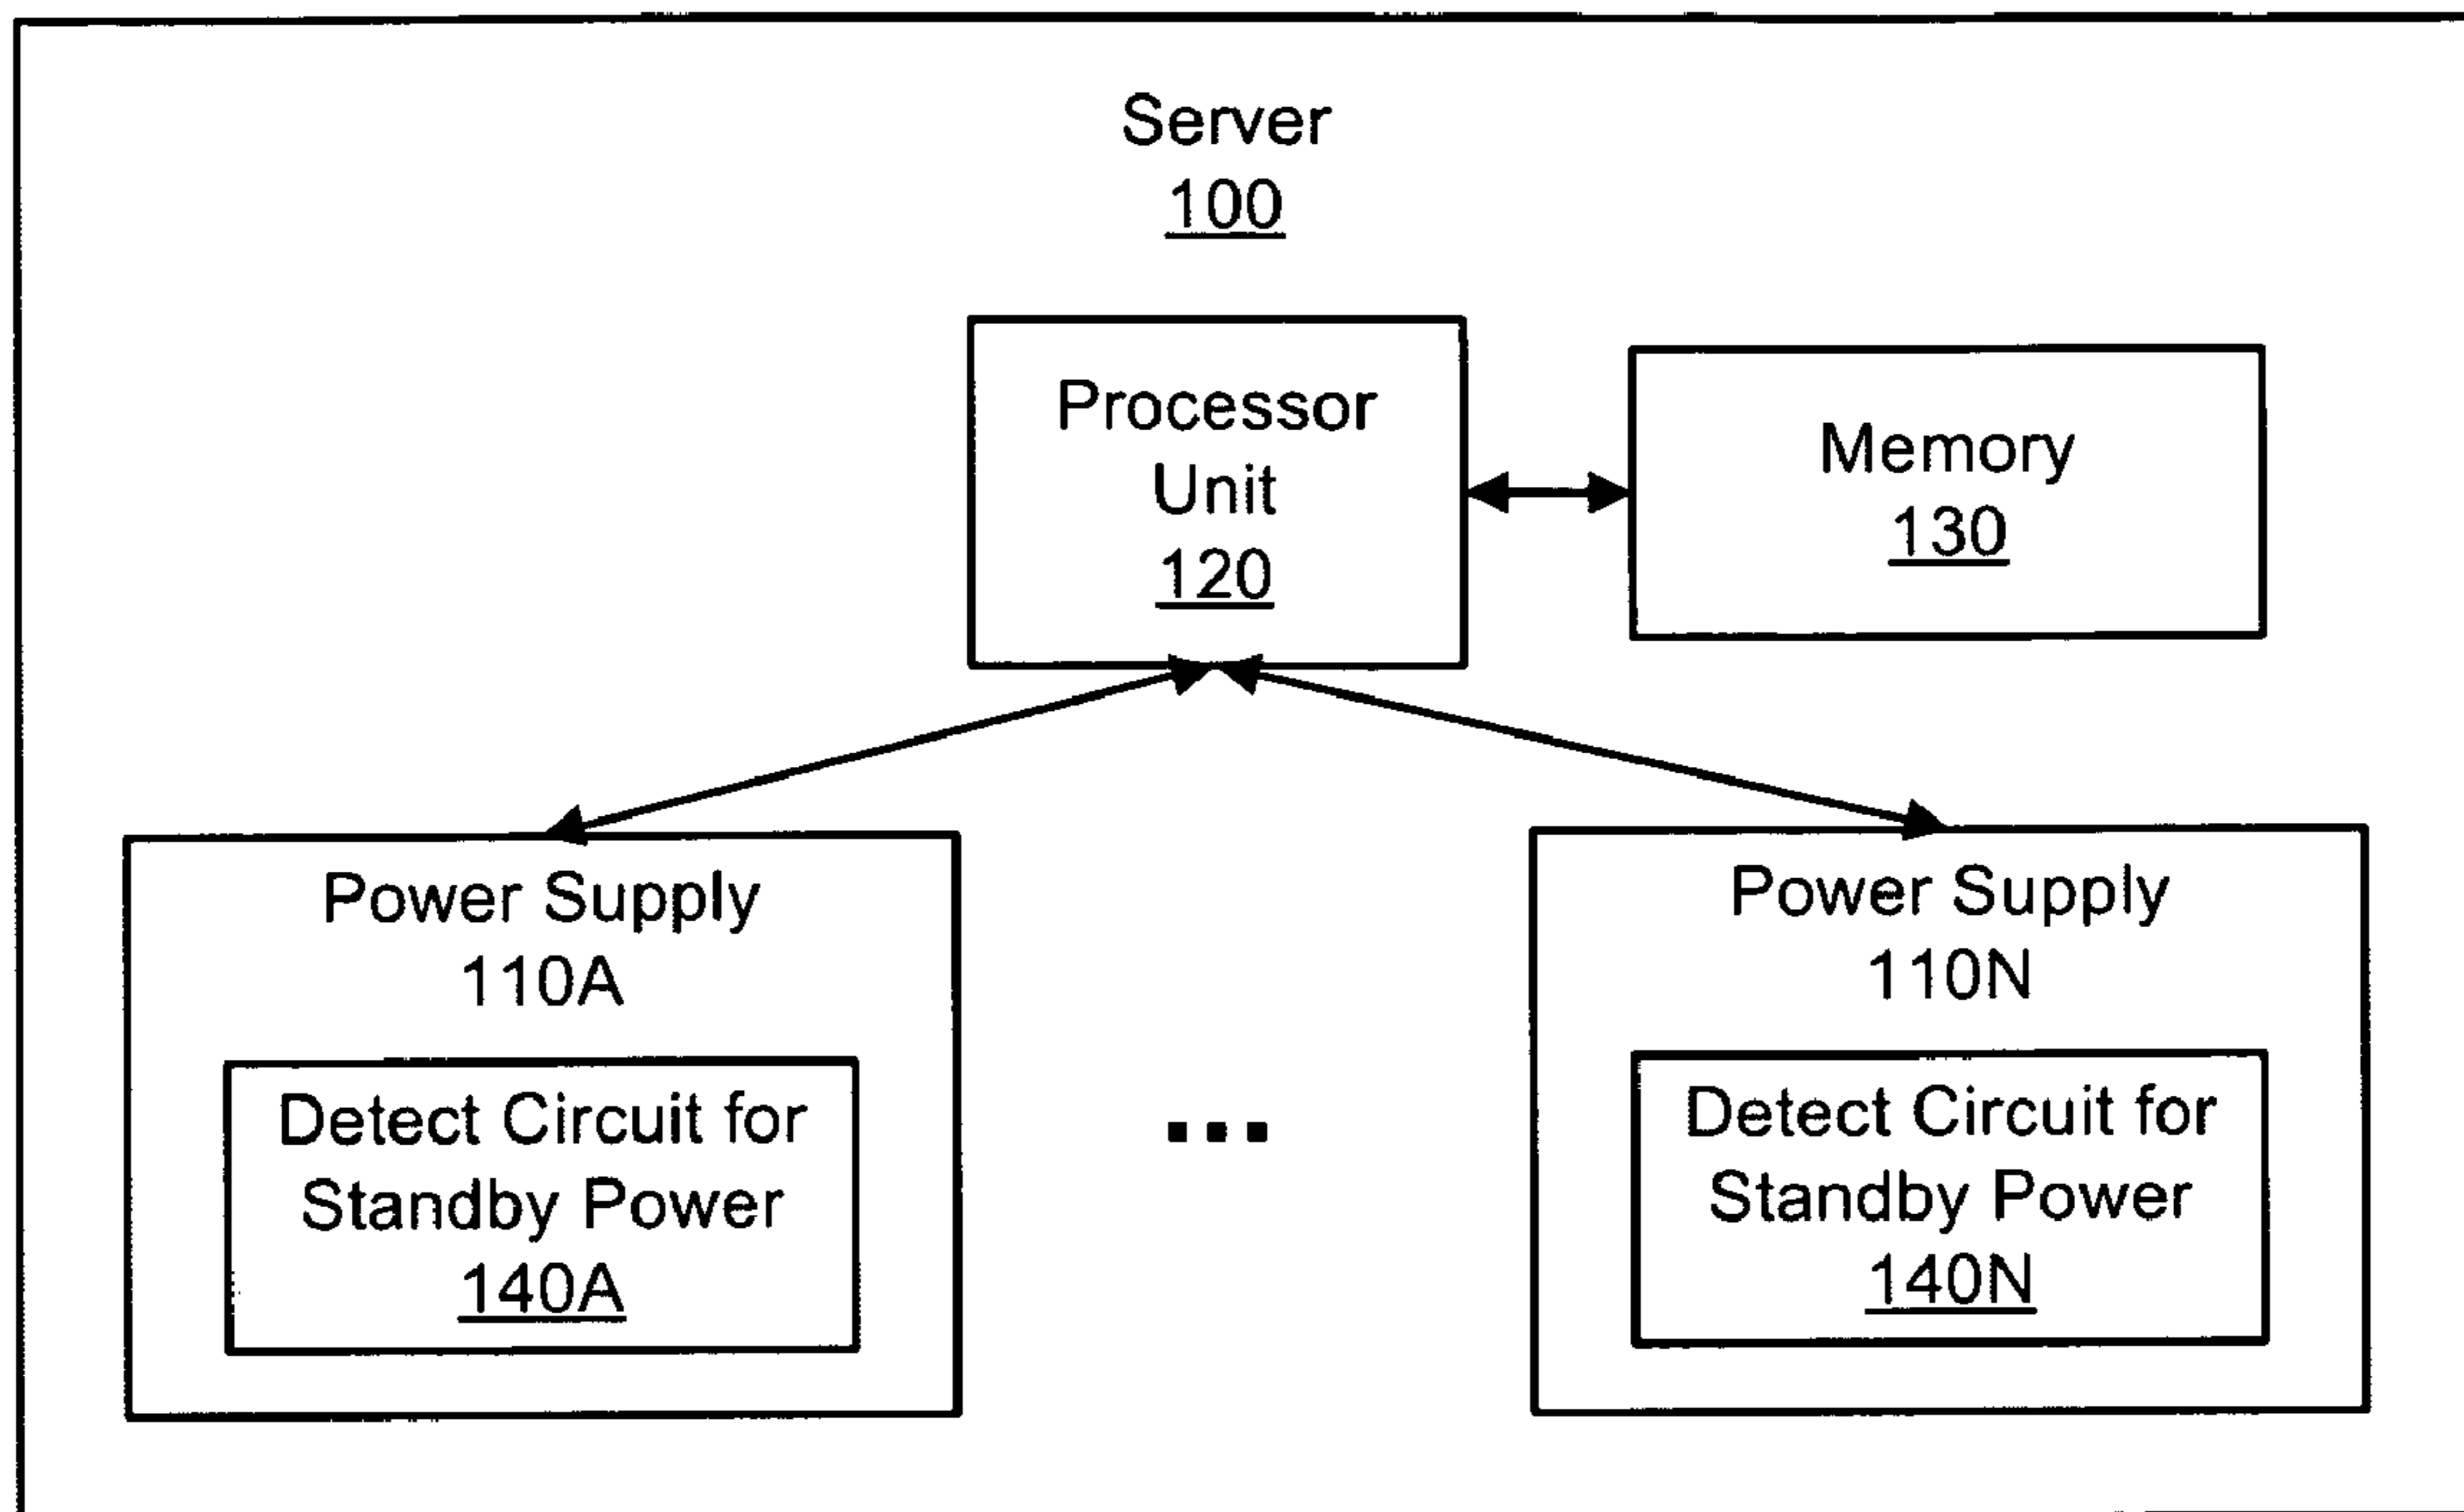 Server
100
Processor
Unit
120
Memory
130
Power Supply
110A
Detect Circuit for
Standby Power
140A
...
Power Supply
110N
Detect Circuit for
Standby Power
140N